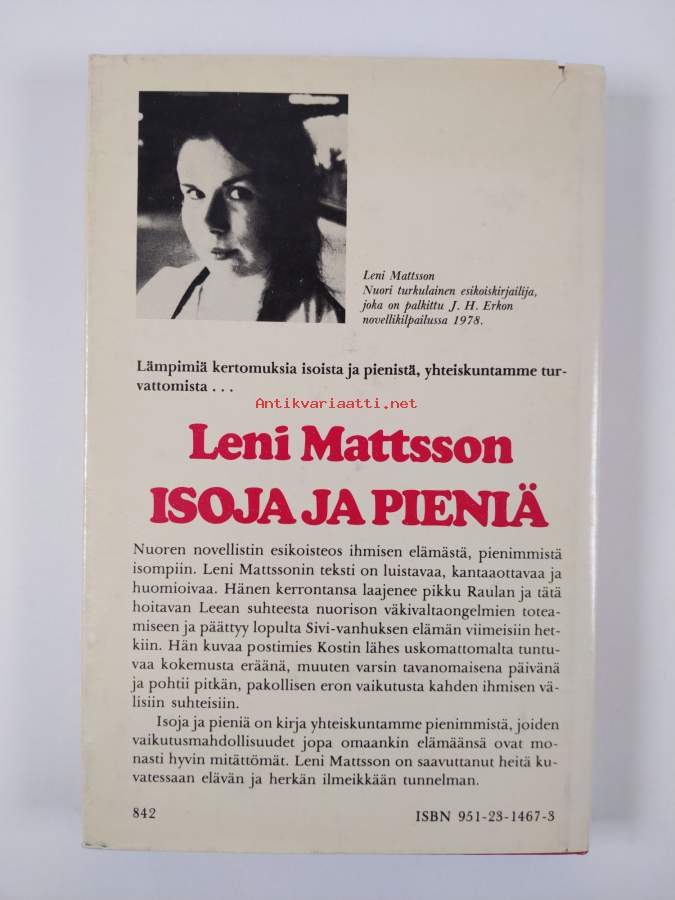 Leni Mattsson
Nuori turkulainen esikoiskirjailija,
joka on palkittu J. H. Erkon
novellikilpailussa 1978.
Lämpimiä kertomuksia isoista ja pienistä, yhteiskuntamme tur-
vattomista . . .
Antikvariaatti.net
Leni Mattsson
ISOJA JA PIENIÄ
Nuoren novellistin esikoisteos ihmisen elämästä, pienimmistä
isompiin. Leni Mattssonin teksti on luistavaa, kantaaottavaa ja
huomioivaa. Hänen kerrontansa laajenee pikku Raulan ja tätä
hoitavan Leean suhteesta nuorison väkivaltaongelmien totea-
miseen ja päättyy lopulta Sivi-vanhuksen elämän viimeisiin het-
kiin. Hän kuvaa postimies Kostin lähes uskomattomalta tuntu-
vaa kokemusta eräänä, muuten varsin tavanomaisena päivänä
ja pohtii pitkän, pakollisen eron vaikutusta kahden ihmisen vä-
lisiin suhteisiin.
Isoja ja pieniä on kirja yhteiskuntamme pienimmistä, joiden
vaikutusmahdollisuudet jopa omaankin elämäänsä ovat mo-
nasti hyvin mitättömät. Leni Mattsson on saavuttanut heitä ku-
vatessaan elävän ja herkän ilmeikkään tunnelman.
842
ISBN 951-23-1467-3